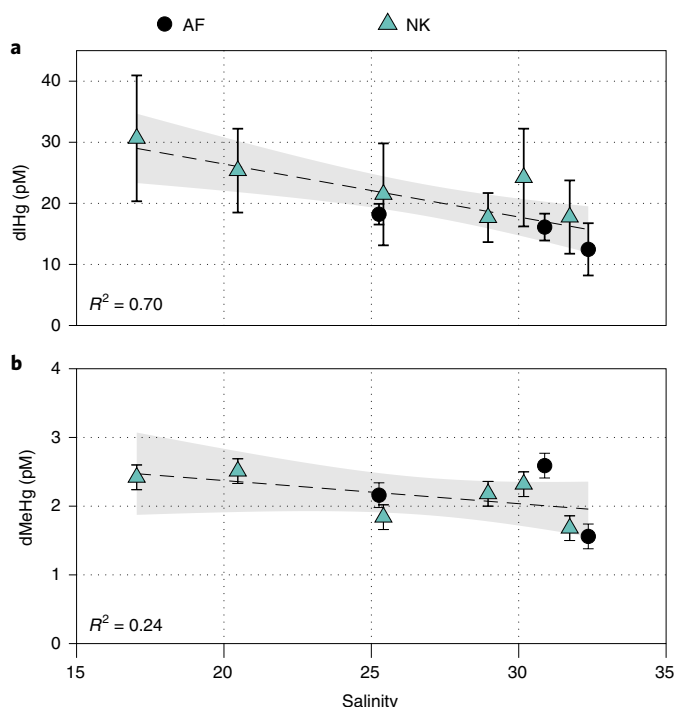 AF NK
a
40
30
20
10
0
dIHg (pM)
R² = 0.70
b
4
3
2
1
0
dMeHg (pM)
R² = 0.24
15 20 25 30 35
Salinity